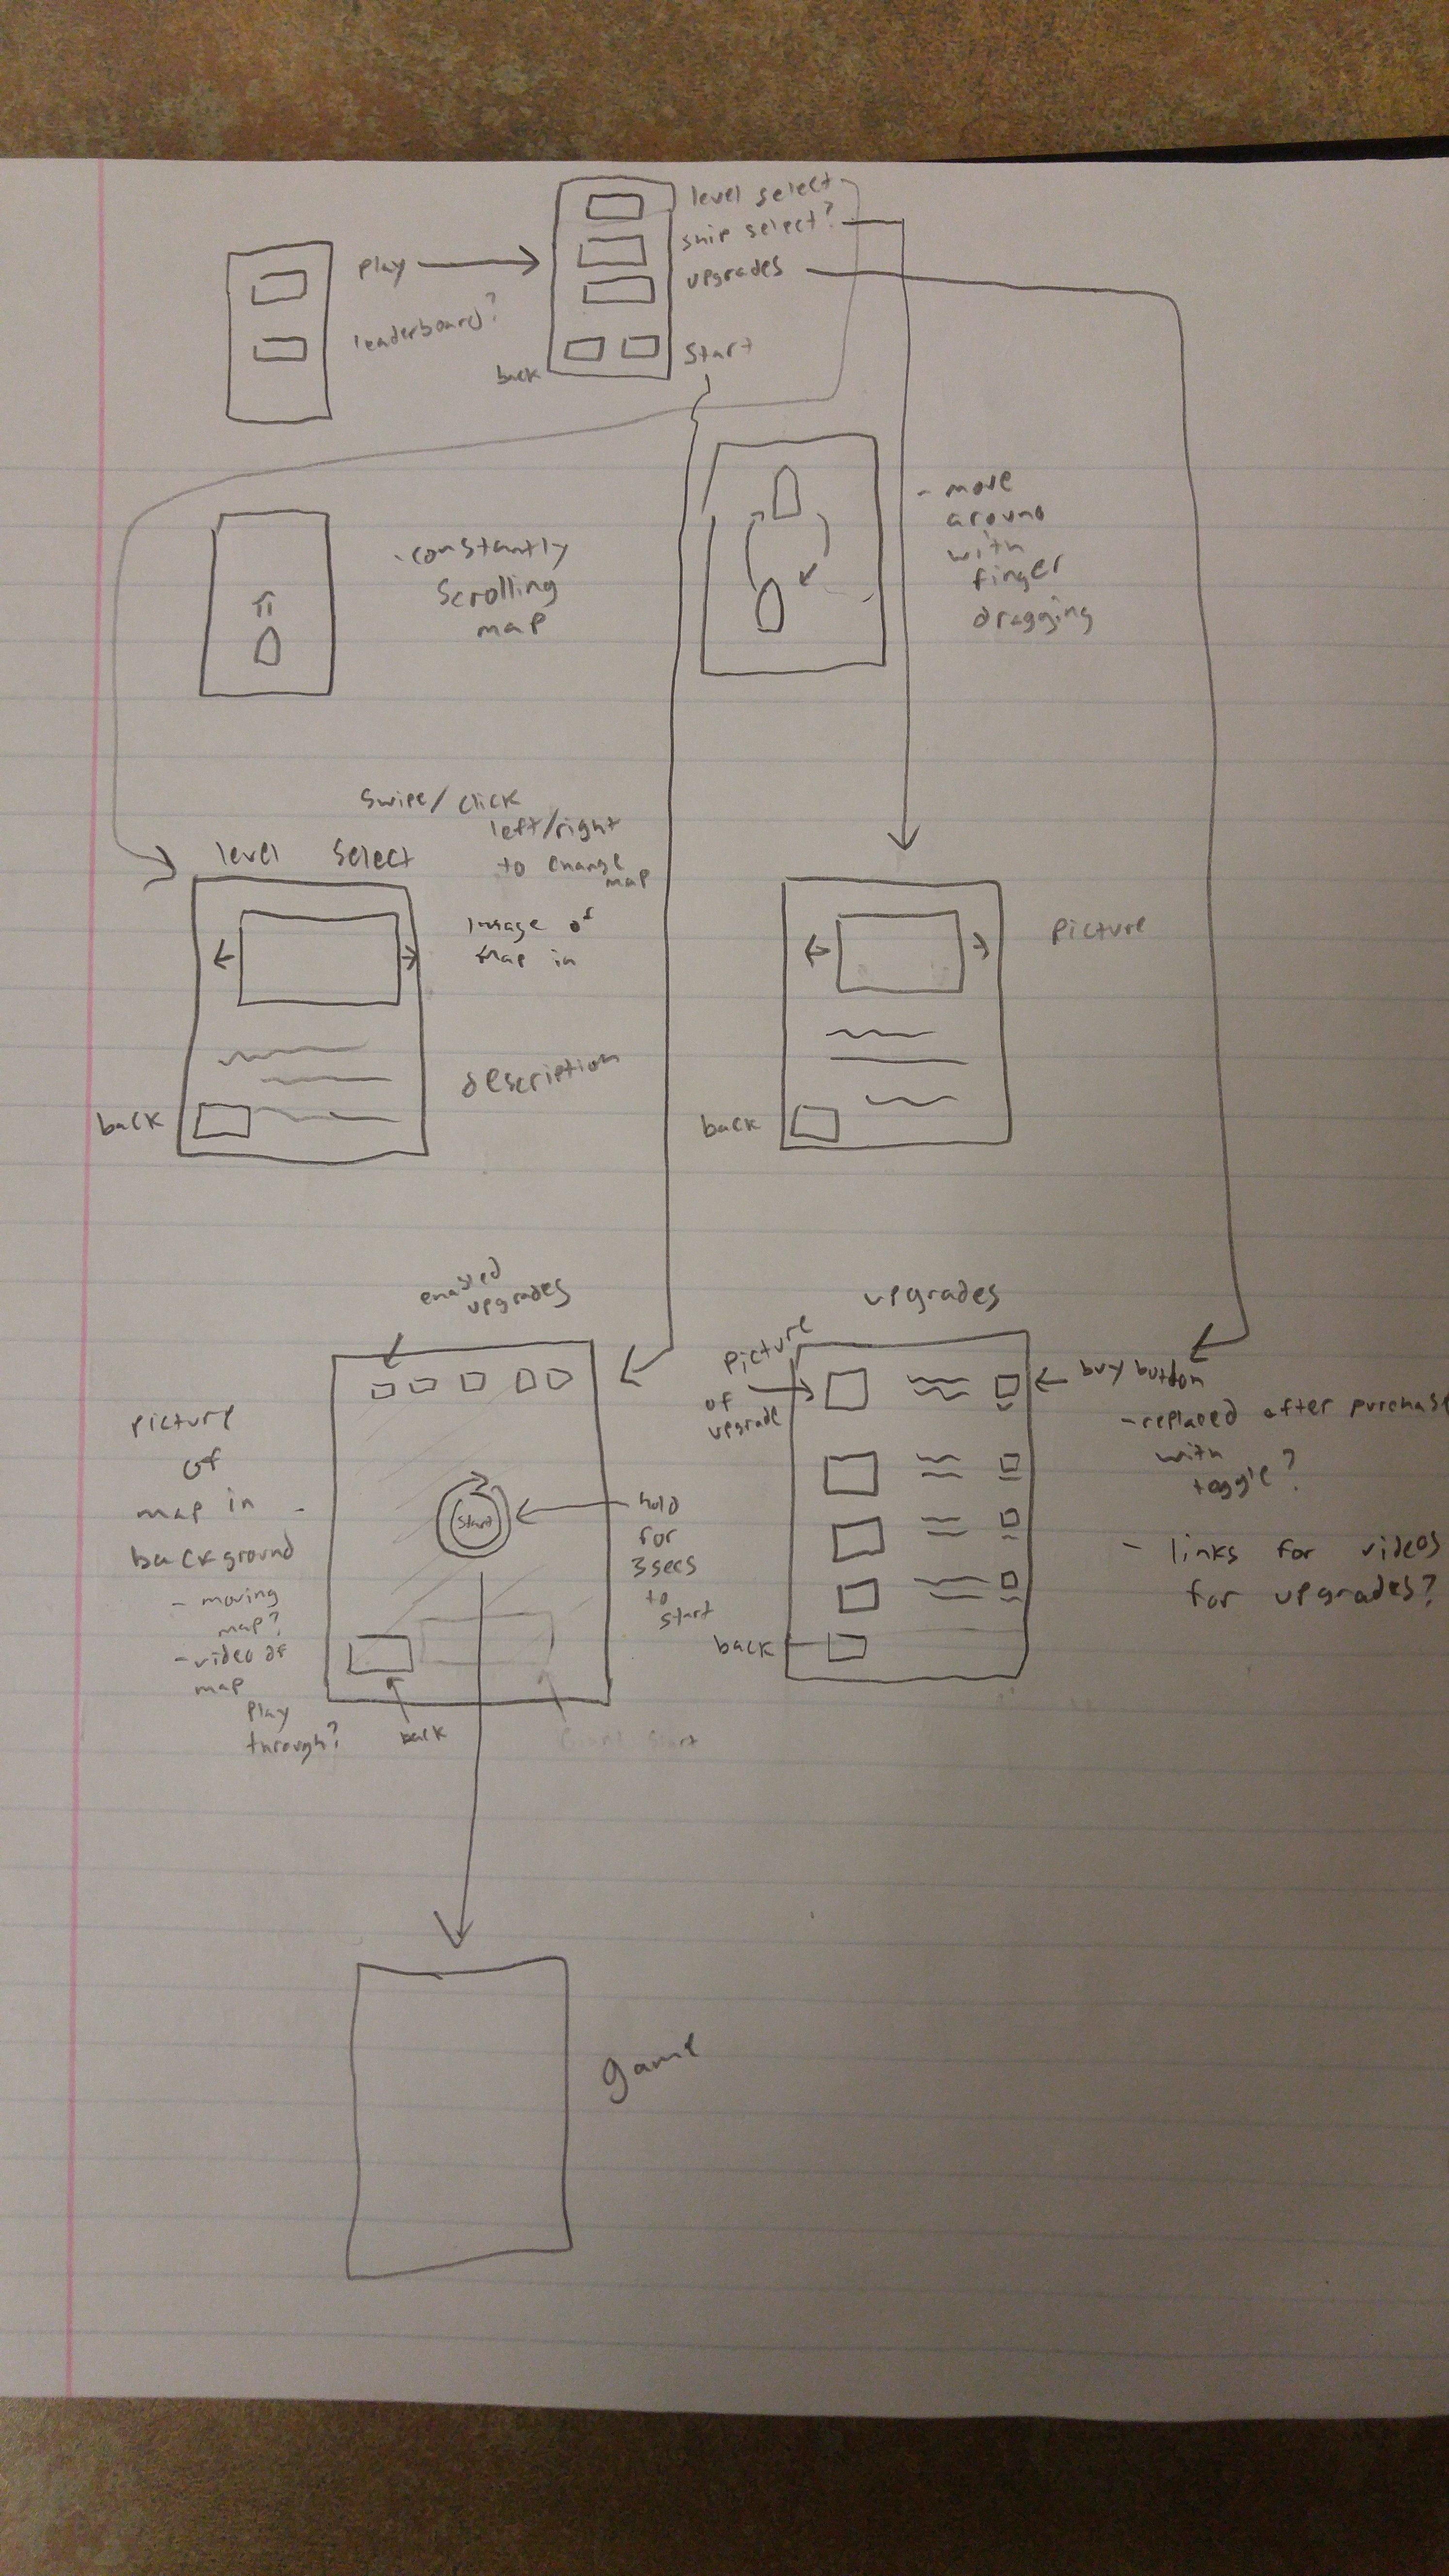 level select
ship select?
play
upgrades
leaderboard?
start
back
- move
around
with
finger
dragging
- constantly
scrolling
map
swipe/click
left/right
to change
map
level select
image of
map in
picture
description
back
back
enabled
upgrades
upgrades
picture
of
upgrade
buy button
- replaced after purchase
with
toggle?
picture
of
map in
background
- moving
map?
- video of
map
play
through?
start
hold
for
3secs
to
start
- links for videos
for upgrades?
back
back
start
game